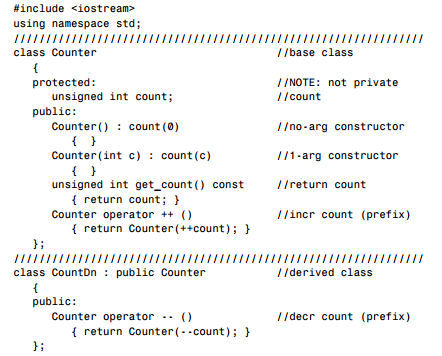 #include <iostream>
using namespace std;
////////////////////////////////////////////////////////////////
class Counter                            //base class
   {
   protected:                            //NOTE: not private
      unsigned int count;                //count
   public:
      Counter() : count(0)               //no-arg constructor
         {  }
      Counter(int c) : count(c)          //1-arg constructor
         {  }
      unsigned int get_count() const     //return count
         { return count; }
      Counter operator ++ ()             //incr count (prefix)
         { return Counter(++count); }
   };
////////////////////////////////////////////////////////////////
class CountDn : public Counter           //derived class
   {
   public:
      Counter operator -- ()             //decr count (prefix)
         { return Counter(--count); }
   };